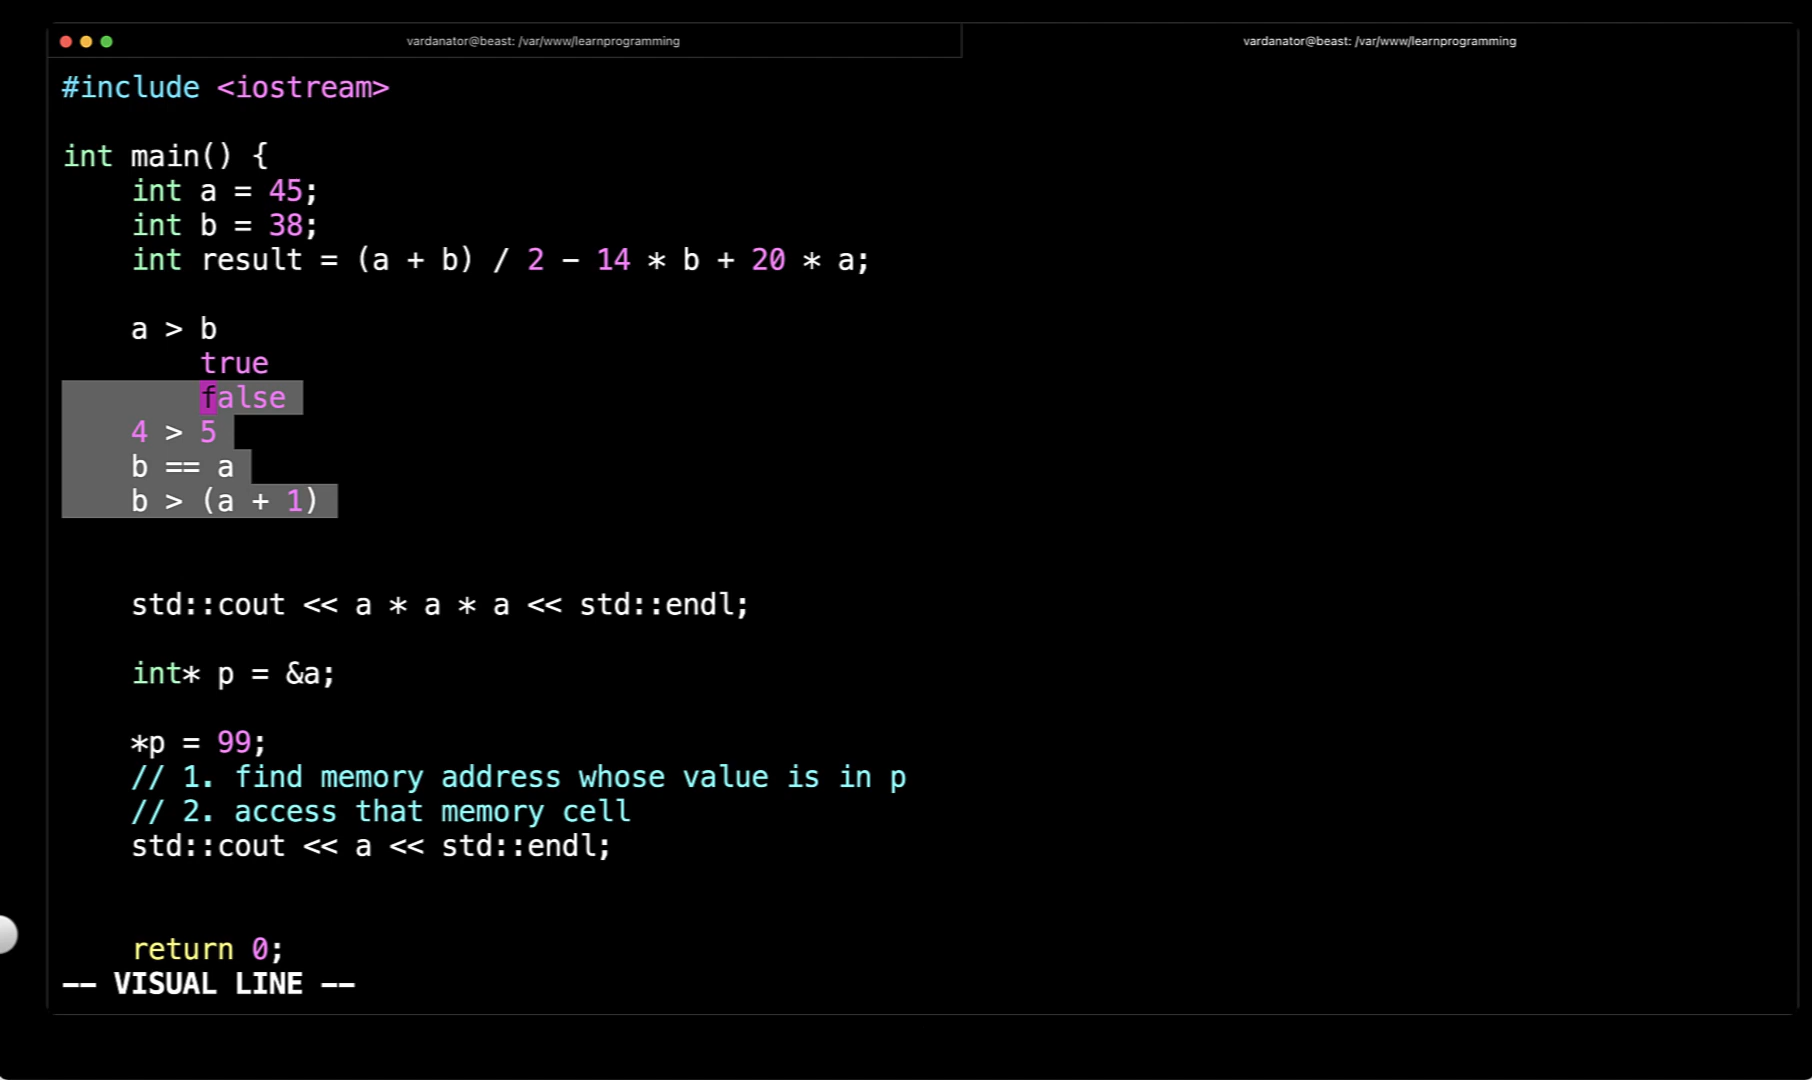 vardanator@beast: /var/www/learnprogramming vardanator@beast: /var/www/learnprogramming
#include <iostream>
int main() {
int a = 45;
int b = 38;
int result = (a + b) / 2 - 14 * b + 20 * a;
a > b
true
false
4 > 5
b == a
b > (a + 1)
std::cout << a * a * a << std::endl;
int* p = &a;
*p = 99;
// 1. find memory address whose value is in p
// 2. access that memory cell
std::cout << a << std::endl;
return 0;
-- VISUAL LINE --